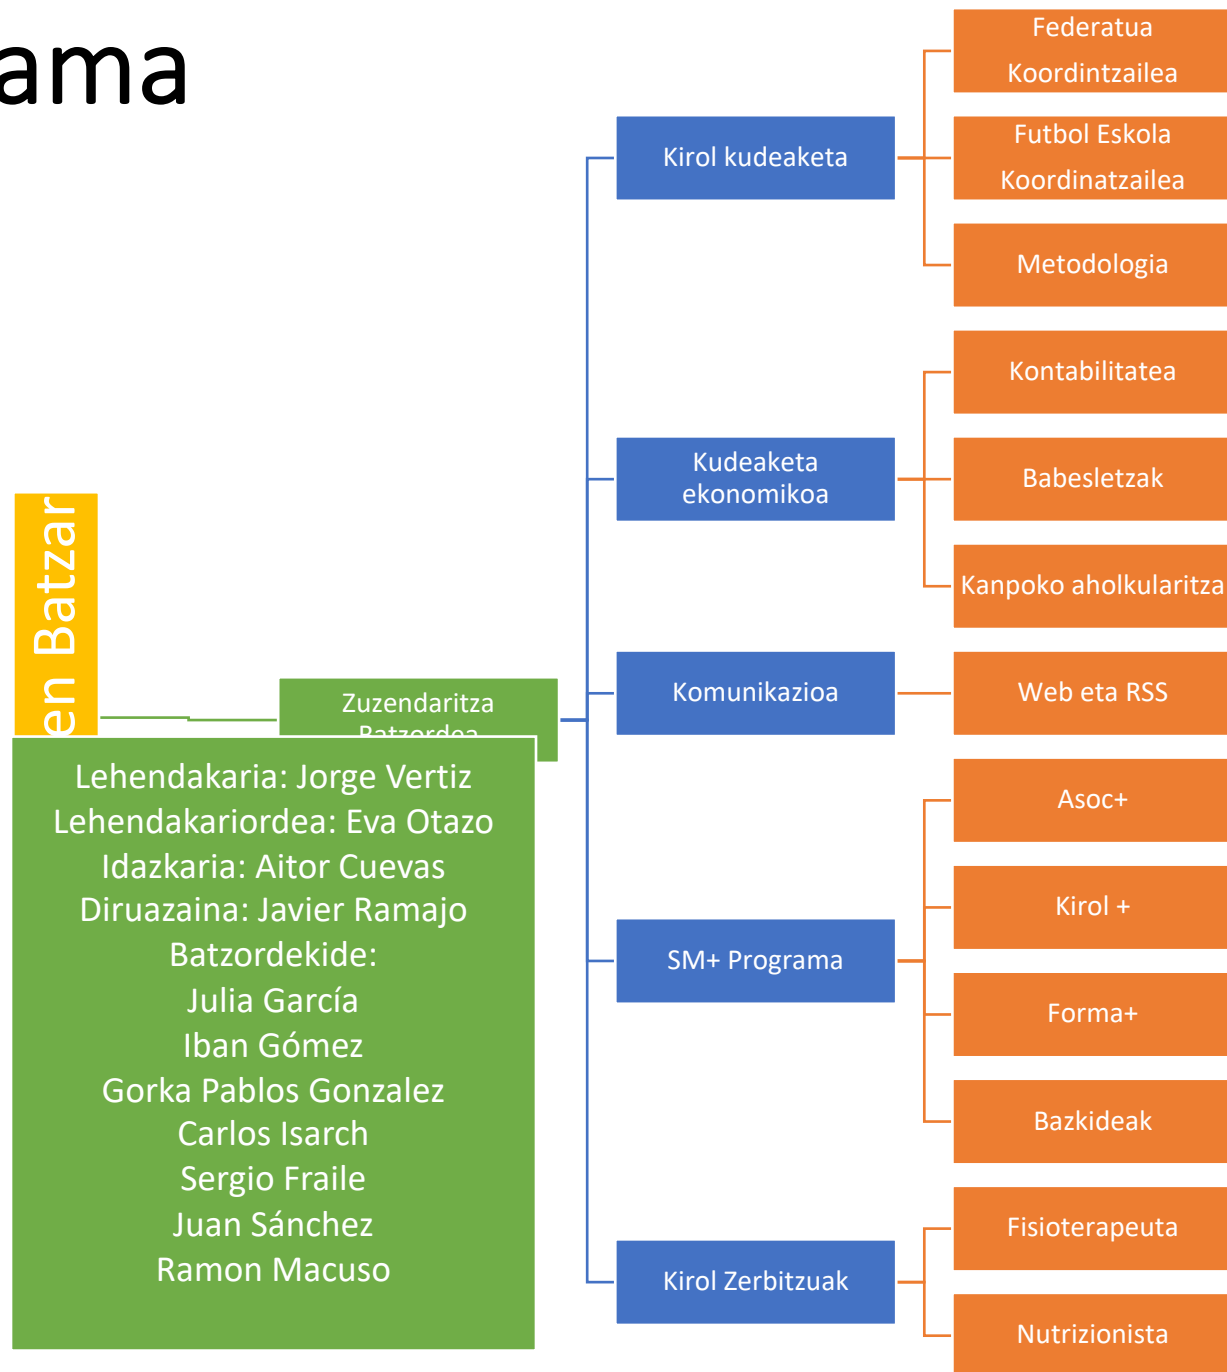 ama
en Batzar
Zuzendaritza
Batzordea
Lehendakaria: Jorge Vertiz
Lehendakariordea: Eva Otazo
Idazkaria: Aitor Cuevas
Diruazaina: Javier Ramajo
Batzordekide:
Julia García
Iban Gómez
Gorka Pablos Gonzalez
Carlos Isarch
Sergio Fraile
Juan Sánchez
Ramon Macuso
Kirol kudeaketa
Federatua
Koordintzailea
Futbol Eskola
Koordinatzailea
Metodologia
Kudeaketa
ekonomikoa
Kontabilitatea
Babesletzak
Kanpoko aholkularitza
Komunikazioa
Web eta RSS
SM+ Programa
Asoc+
Kirol +
Forma+
Bazkideak
Kirol Zerbitzuak
Fisioterapeuta
Nutrizionista